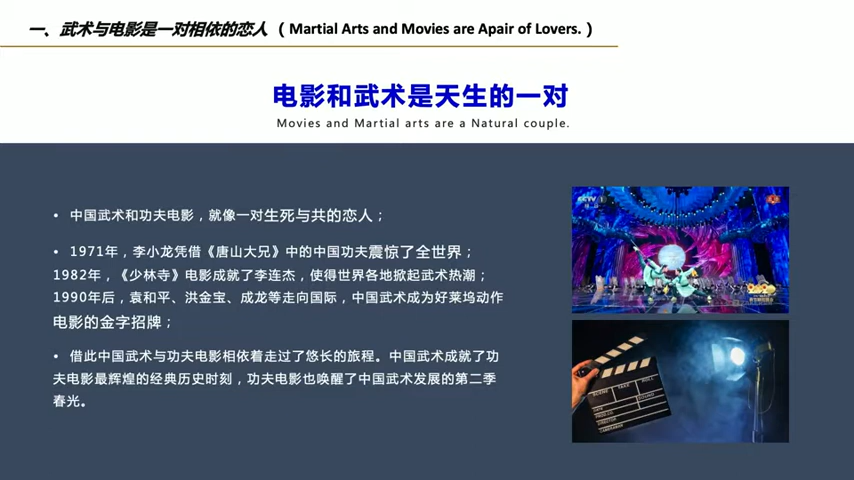 一、武术与电影是一对相依的恋人 （Martial Arts and Movies are Apair of Lovers.）
电影和武术是天生的一对
Movies and Martial arts are a Natural couple.
• 中国武术和功夫电影，就像一对生死与共的恋人；
• 1971年，李小龙凭借《唐山大兄》中的中国功夫震惊了全世界；
1982年，《少林寺》电影成就了李连杰，使得世界各地掀起武术热潮；
1990年后，袁和平、洪金宝、成龙等走向国际，中国武术成为好莱坞动作
电影的金字招牌；
• 借此中国武术与功夫电影相依着走过了悠长的旅程。中国武术成就了功
夫电影最辉煌的经典历史时刻，功夫电影也唤醒了中国武术发展的第二季
春光。
CCTV 1
SCENE TAKE ROLL
DATE SOUND
PROD.CO.
DIRECTOR
CAMERAMAN